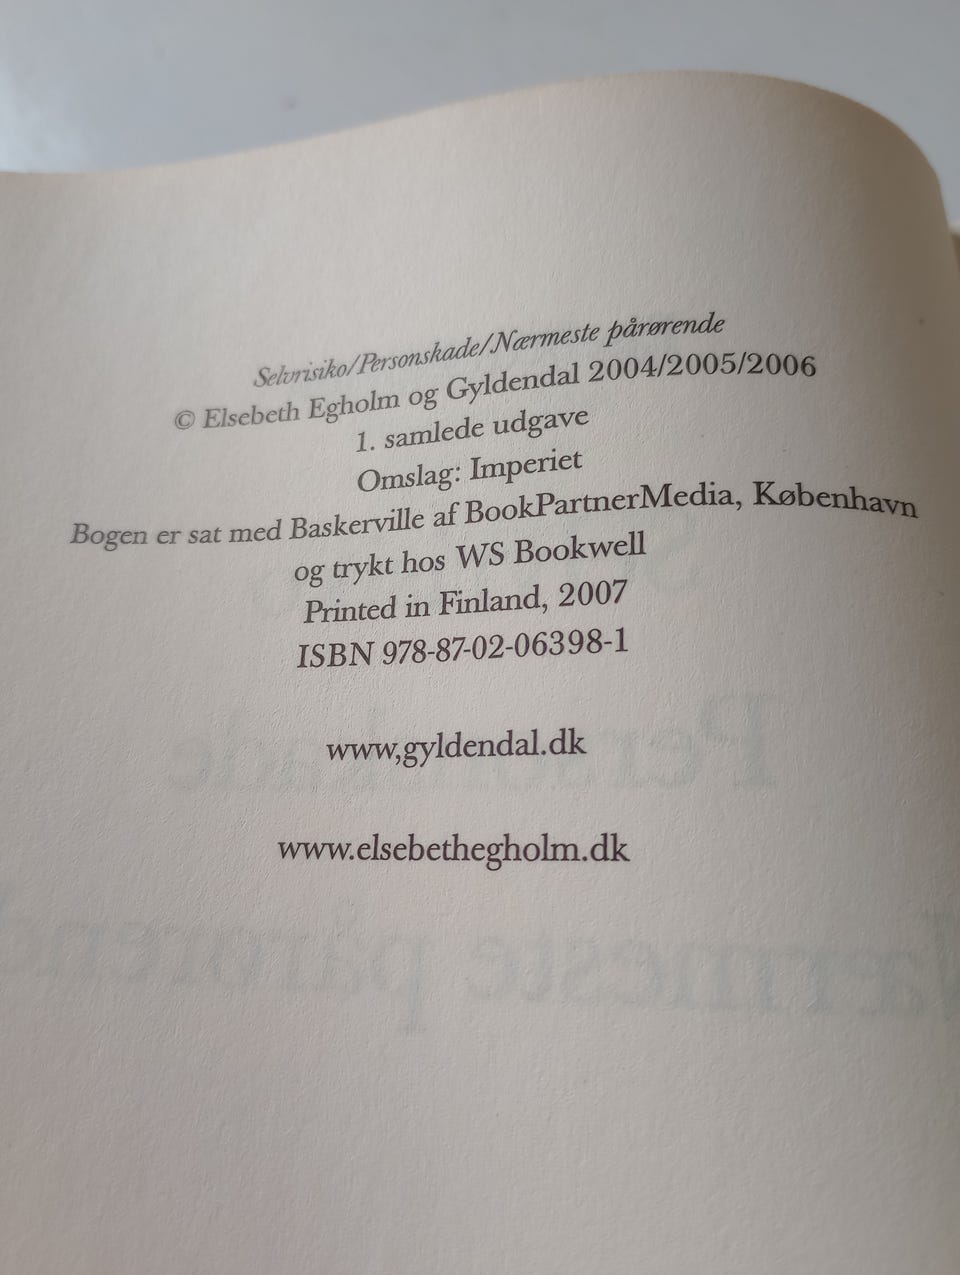 Selvrisiko/Personskade/Nærmeste pårørende
© Elsebeth Egholm og Gyldendal 2004/2005/2006
1. samlede udgave
Omslag: Imperiet
Bogen er sat med Baskerville af BookPartnerMedia, København
og trykt hos WS Bookwell
Printed in Finland, 2007
ISBN 978-87-02-06398-1
www,gyldendal.dk
www.elsebethegholm.dk